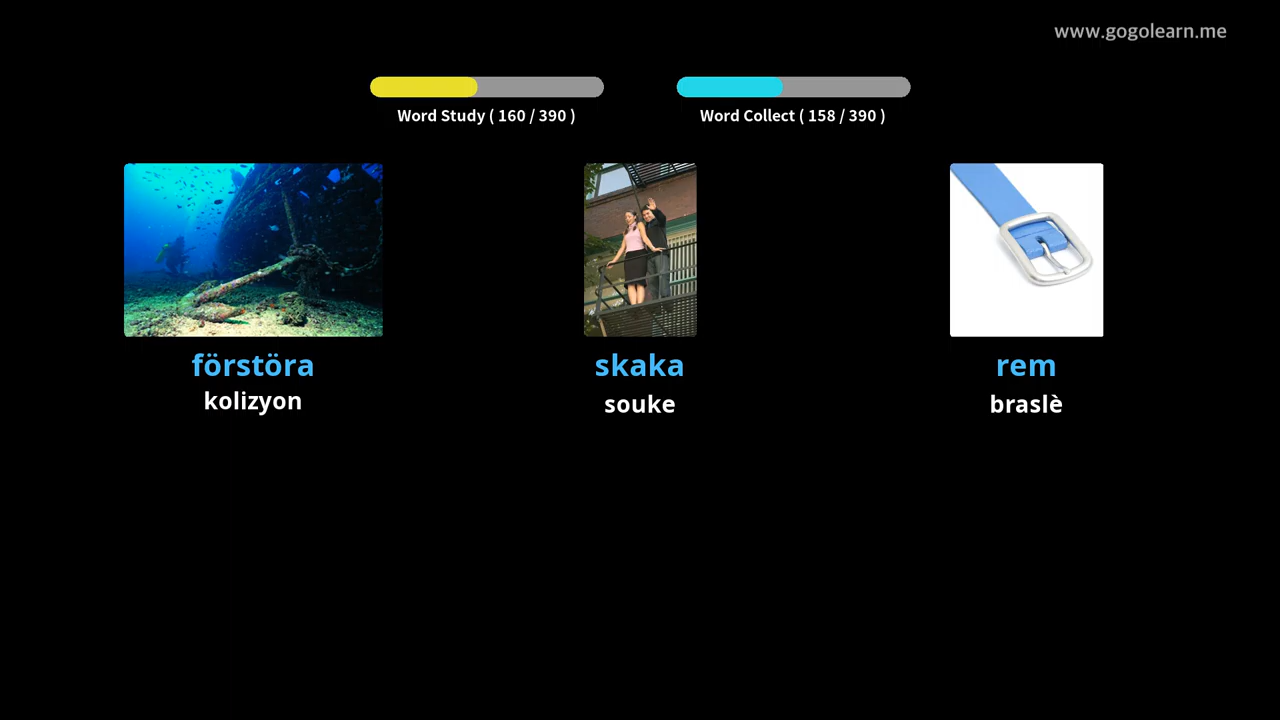 www.gogolearn.me
Word Study ( 160 / 390 )
Word Collect ( 158 / 390 )
förstöra
skaka
rem
kolizyon
souke
braslè